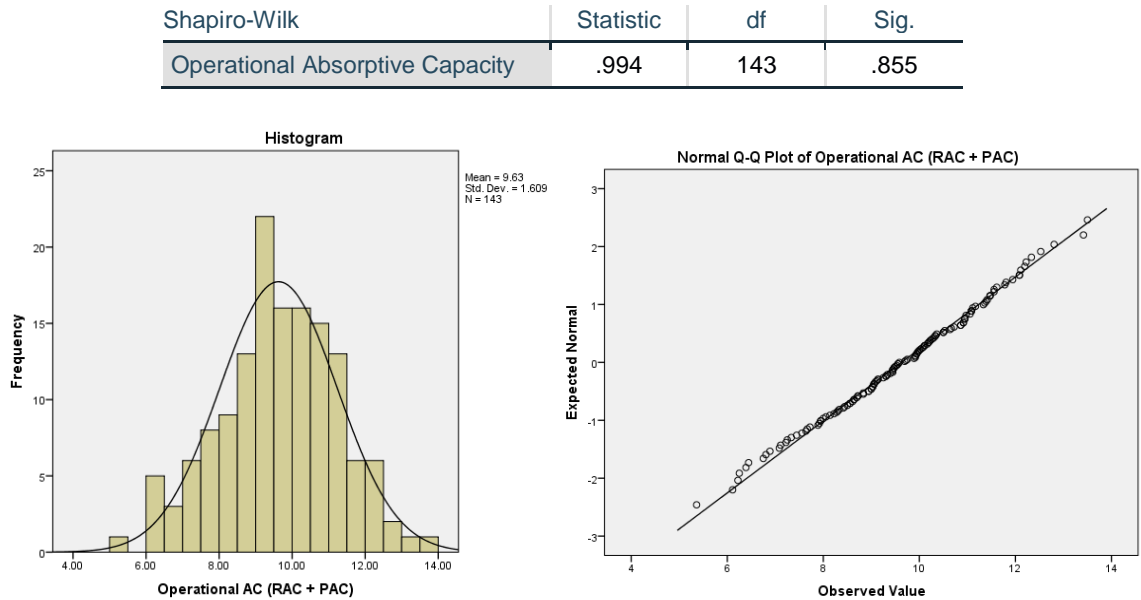 Shapiro-Wilk Statistic df Sig.
Operational Absorptive Capacity .994 143 .855
Histogram
Mean = 9.63
Std. Dev. = 1.609
N = 143
Frequency
25
20
15
10
5
0
4.00 6.00 8.00 10.00 12.00 14.00
Operational AC (RAC + PAC)
Normal Q-Q Plot of Operational AC (RAC + PAC)
Expected Normal
3
2
1
0
-1
-2
-3
4 6 8 10 12 14
Observed Value